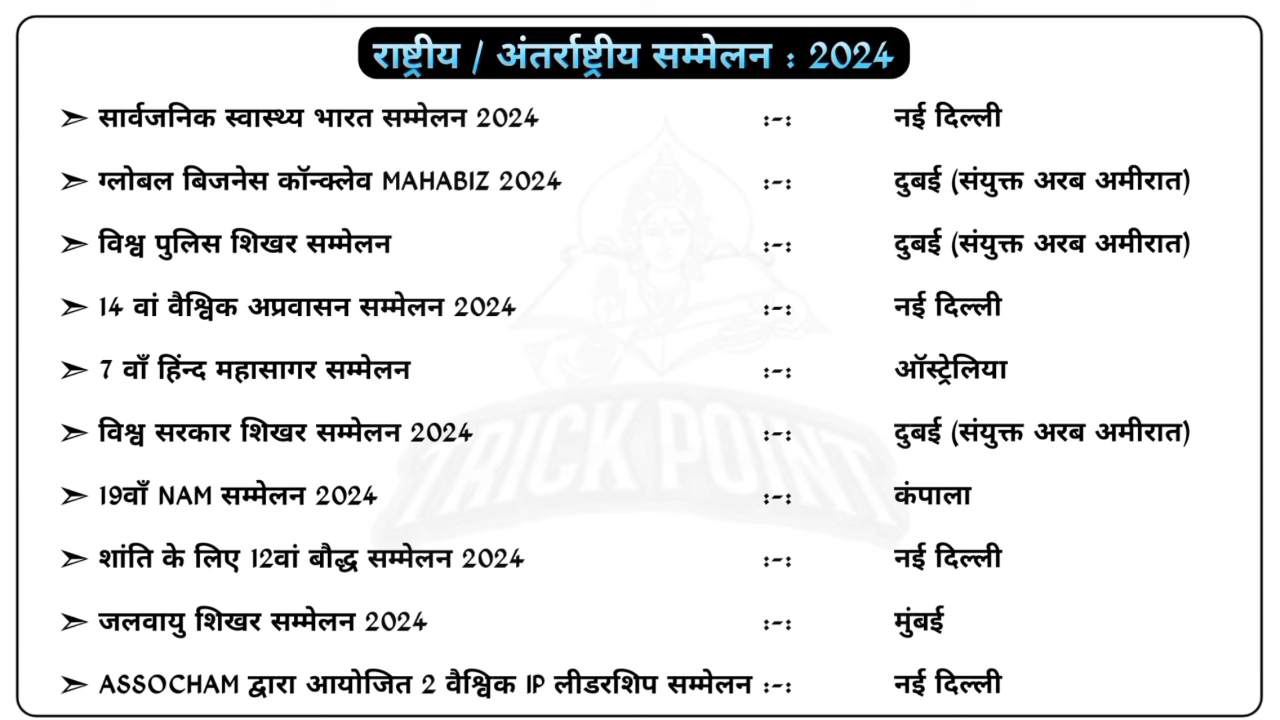 राष्ट्रीय / अंतर्राष्ट्रीय सम्मेलन : 2024
➣ सार्वजनिक स्वास्थ्य भारत सम्मेलन 2024 :-: नई दिल्ली
➣ ग्लोबल बिजनेस कॉन्क्लेव MAHABIZ 2024 :-: दुबई (संयुक्त अरब अमीरात)
➣ विश्व पुलिस शिखर सम्मेलन :-: दुबई (संयुक्त अरब अमीरात)
➣ 14 वां वैश्विक अप्रवासन सम्मेलन 2024 :-: नई दिल्ली
➣ 7 वाँ हिंन्द महासागर सम्मेलन :-: ऑस्ट्रेलिया
➣ विश्व सरकार शिखर सम्मेलन 2024 :-: दुबई (संयुक्त अरब अमीरात)
➣ 19वाँ NAM सम्मेलन 2024 :-: कंपाला
➣ शांति के लिए 12वां बौद्ध सम्मेलन 2024 :-: नई दिल्ली
➣ जलवायु शिखर सम्मेलन 2024 :-: मुंबई
➣ ASSOCHAM द्वारा आयोजित 2 वैश्विक IP लीडरशिप सम्मेलन :-: नई दिल्ली
TRICK POINT